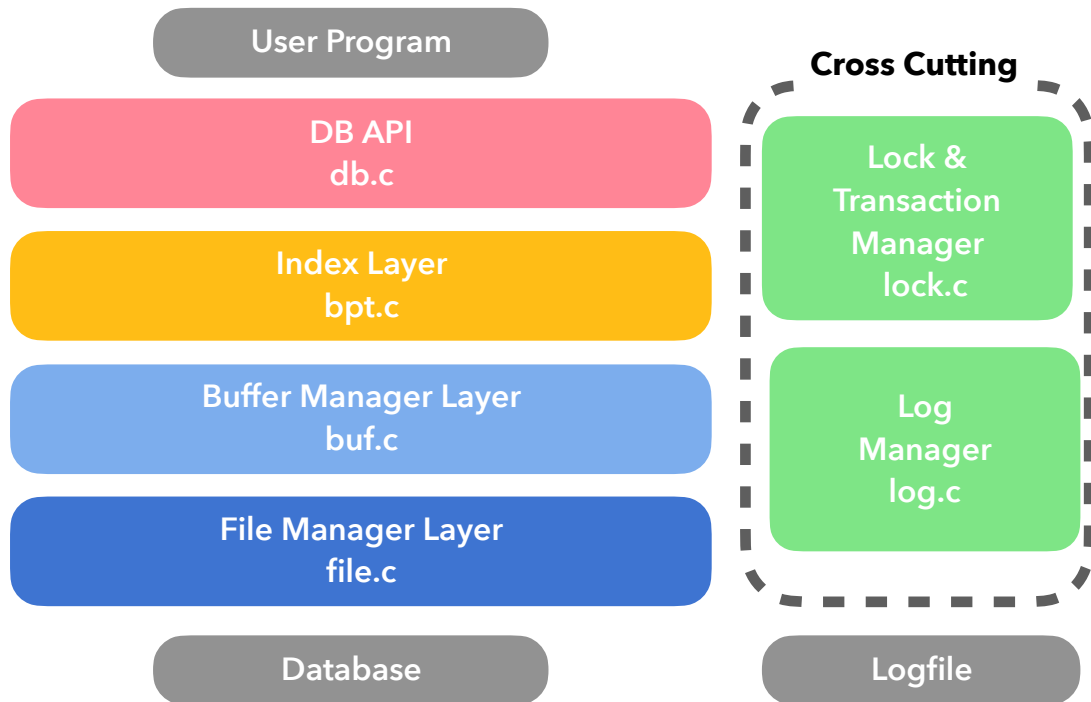 User Program
DB API
db.c
Index Layer
bpt.c
Buffer Manager Layer
buf.c
File Manager Layer
file.c
Database
Cross Cutting
Lock &
Transaction
Manager
lock.c
Log
Manager
log.c
Logfile